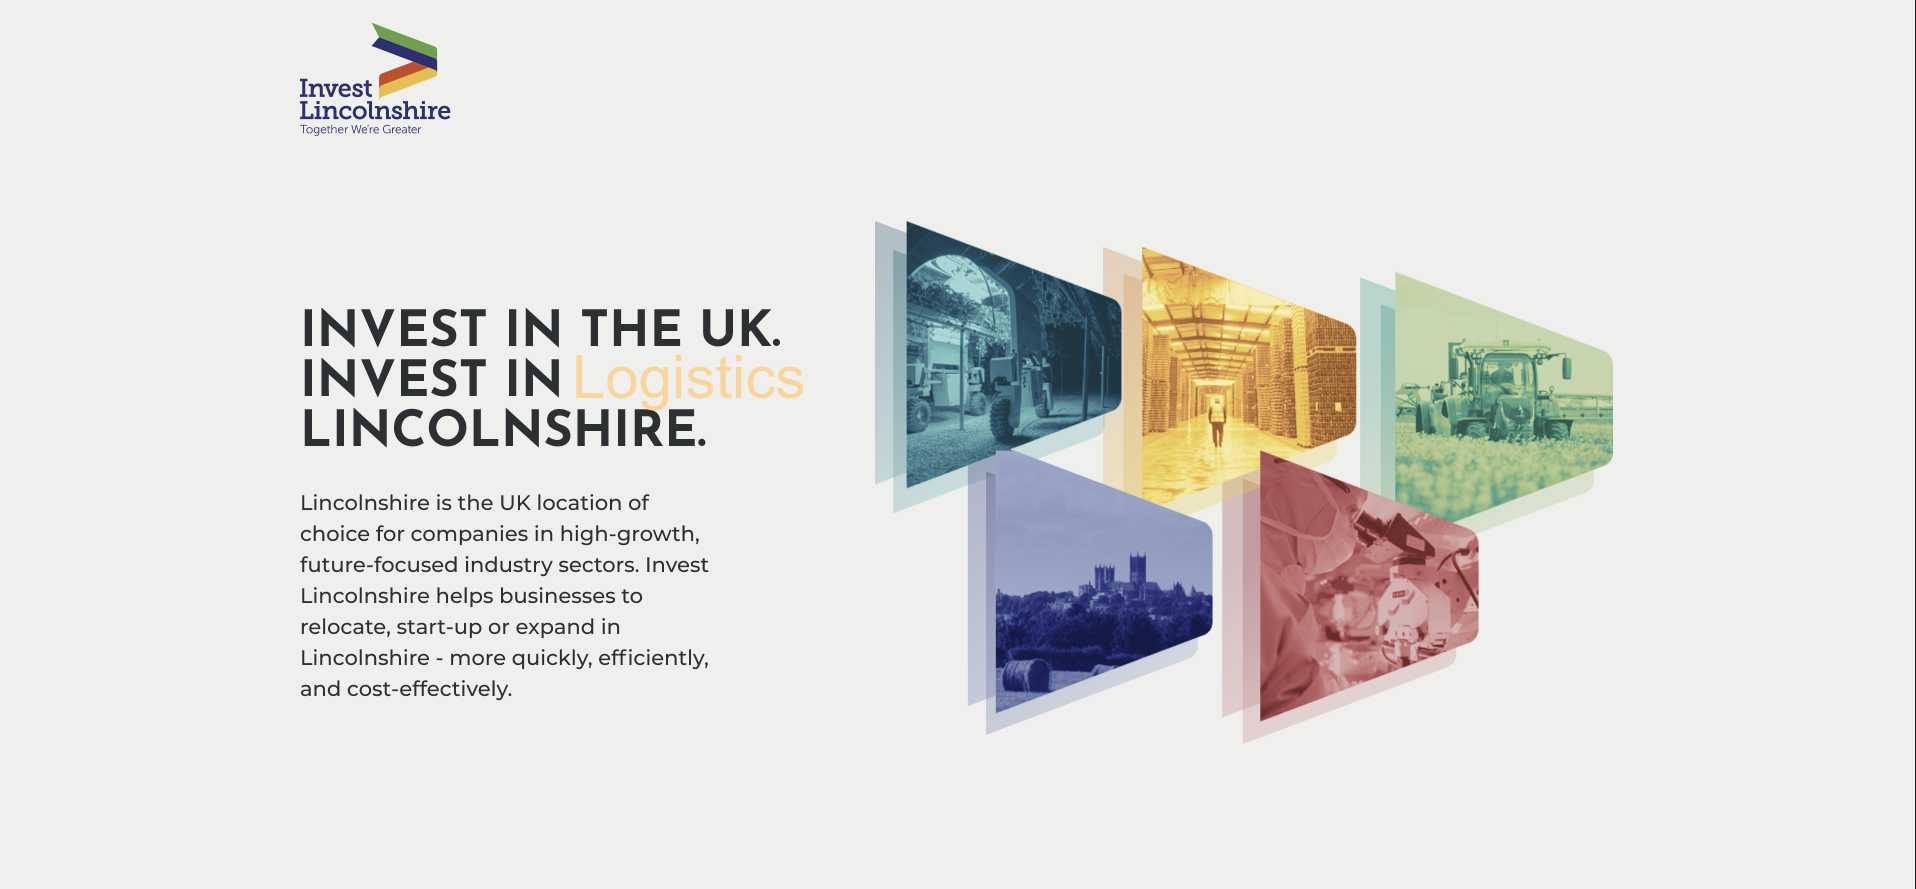 Invest
Lincolnshire
Together We're Greater
INVEST IN THE UK.
INVEST IN Logistics
LINCOLNSHIRE.
Lincolnshire is the UK location of
choice for companies in high-growth,
future-focused industry sectors. Invest
Lincolnshire helps businesses to
relocate, start-up or expand in
Lincolnshire - more quickly, efficiently,
and cost-effectively.